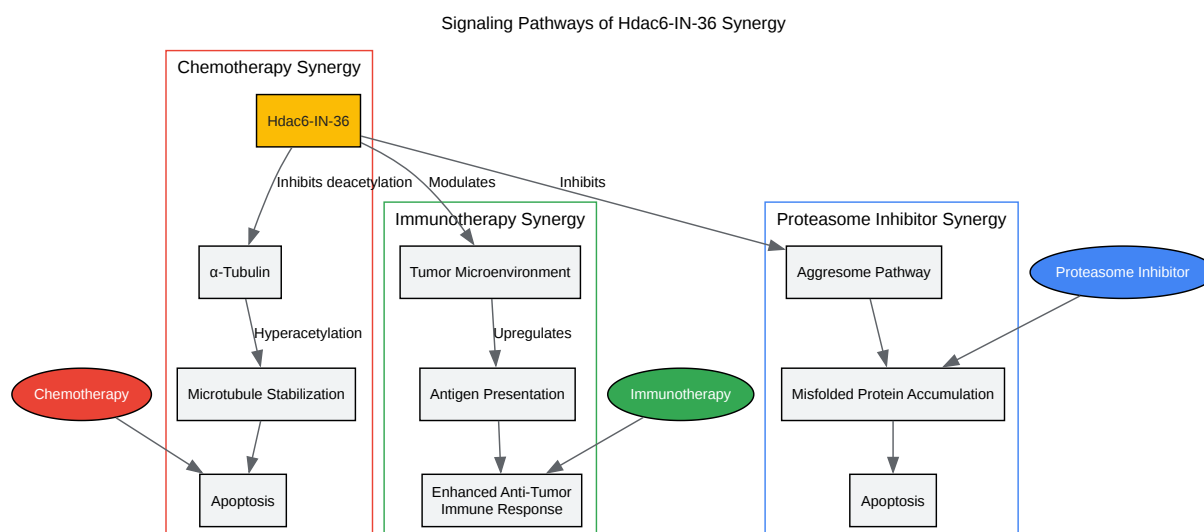 Signaling Pathways of Hdac6-IN-36 Synergy
Chemotherapy Synergy
Hdac6-IN-36
Inhibits deacetylation
Modulates
Inhibits
Immunotherapy Synergy
Proteasome Inhibitor Synergy
α-Tubulin
Tumor Microenvironment
Aggresome Pathway
Proteasome Inhibitor
Hyperacetylation
Upregulates
Chemotherapy
Microtubule Stabilization
Antigen Presentation
Immunotherapy
Misfolded Protein Accumulation
Apoptosis
Enhanced Anti-Tumor
Immune Response
Apoptosis